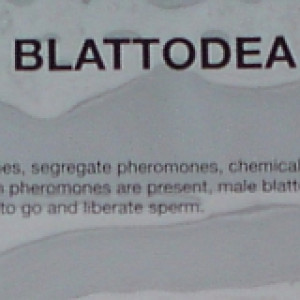 BLATTODEA
es, segregate pheromones, chemical
pheromones are present, male blatt
to go and liberate sperm.